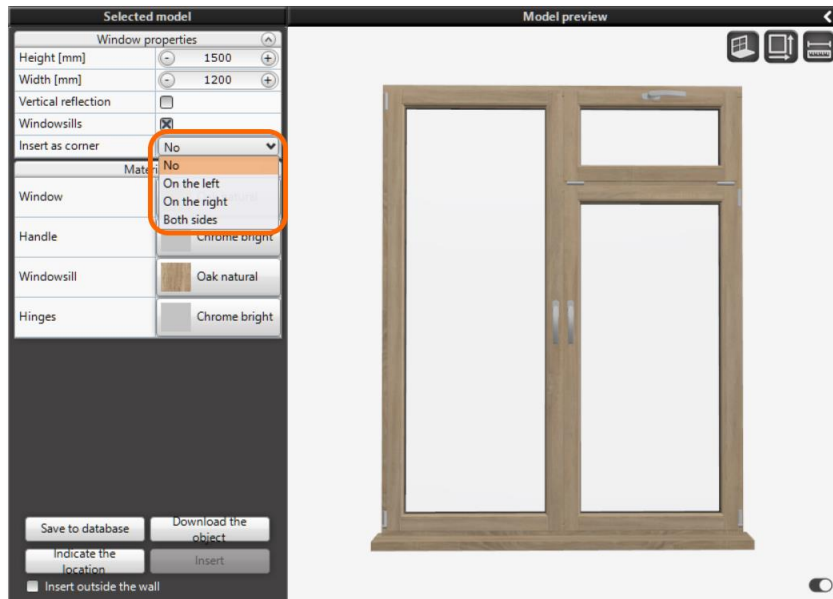 Selected model
Model preview
Window properties
Height [mm]
1500
Width [mm]
1200
Vertical reflection
Windowsills
Insert as corner
No
No
On the left
On the right
Both sides
Window
Handle
Chrome bright
Windowsill
Oak natural
Hinges
Chrome bright
Save to database
Download the
object
Indicate the
location
Insert
Insert outside the wall